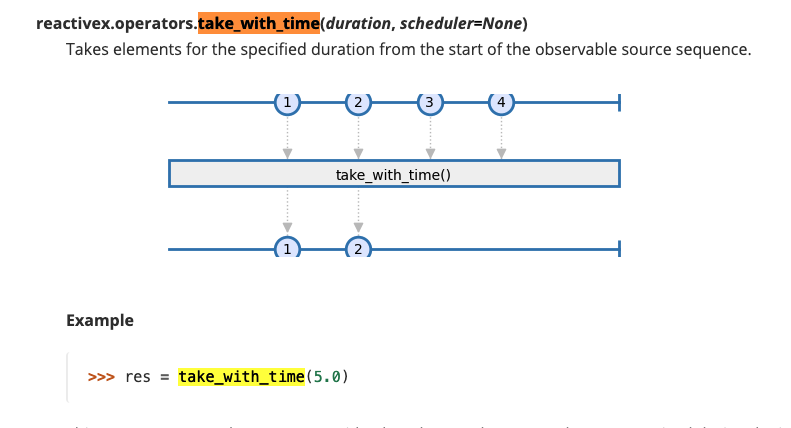 reactivex.operators.take_with_time(duration, scheduler=None)
Takes elements for the specified duration from the start of the observable source sequence.
1 2 3 4
take_with_time()
1 2
Example
>>> res = take_with_time(5.0)